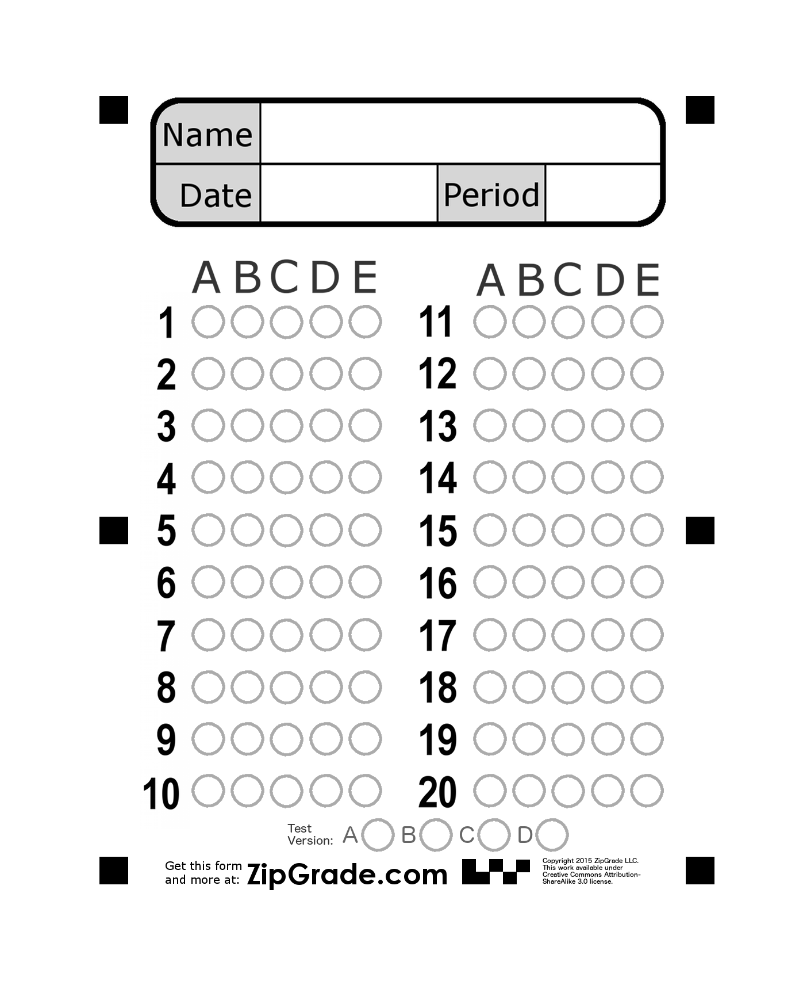 Name
Date Period
A B C D E
1
2
3
4
5
6
7
8
9
10
A B C D E
11
12
13
14
15
16
17
18
19
20
Test
Version: A B C D
Get this form
and more at: ZipGrade.com
Copyright 2015 ZipGrade LLC.
This work available under
Creative Commons Attribution-
ShareAlike 3.0 license.